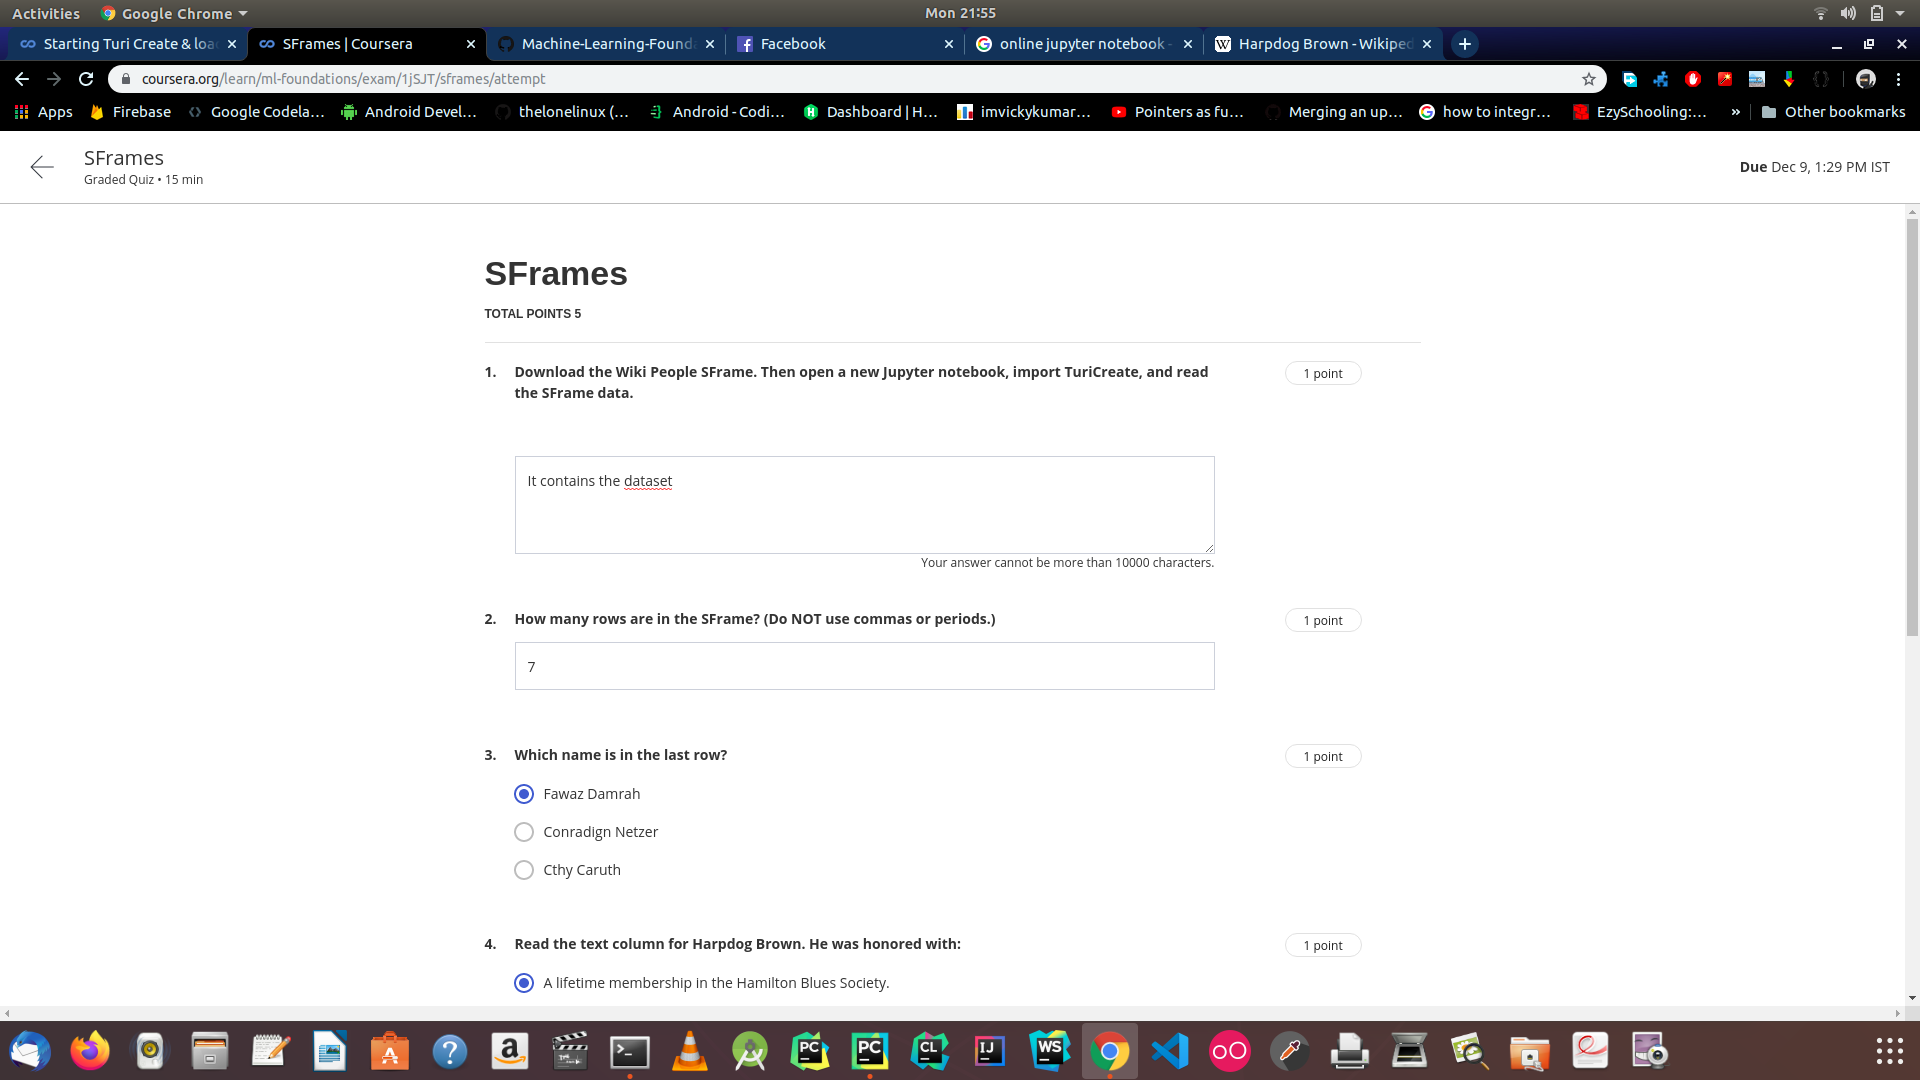 Activities
Google Chrome
Mon 21:55
Starting Turi Create & loa
SFrames | Coursera
Machine-Learning-Found
Facebook
online jupyter notebook -
Harpdog Brown - Wikiped
coursera.org/learn/ml-foundations/exam/1jSJT/sframes/attempt
Apps
Firebase
Google Codela...
Android Devel...
thelonelinux (...
Android - Codi...
Dashboard | H...
imvickykumar...
Pointers as fu...
Merging an up...
how to integr...
EzySchooling:...
»
Other bookmarks
SFrames
Graded Quiz • 15 min
Due Dec 9, 1:29 PM IST
SFrames
TOTAL POINTS 5
1. Download the Wiki People SFrame. Then open a new Jupyter notebook, import TuriCreate, and read
the SFrame data.
1 point
It contains the dataset
Your answer cannot be more than 10000 characters.
2. How many rows are in the SFrame? (Do NOT use commas or periods.)
1 point
7
3. Which name is in the last row?
1 point
Fawaz Damrah
Conradign Netzer
Cthy Caruth
4. Read the text column for Harpdog Brown. He was honored with:
1 point
A lifetime membership in the Hamilton Blues Society.